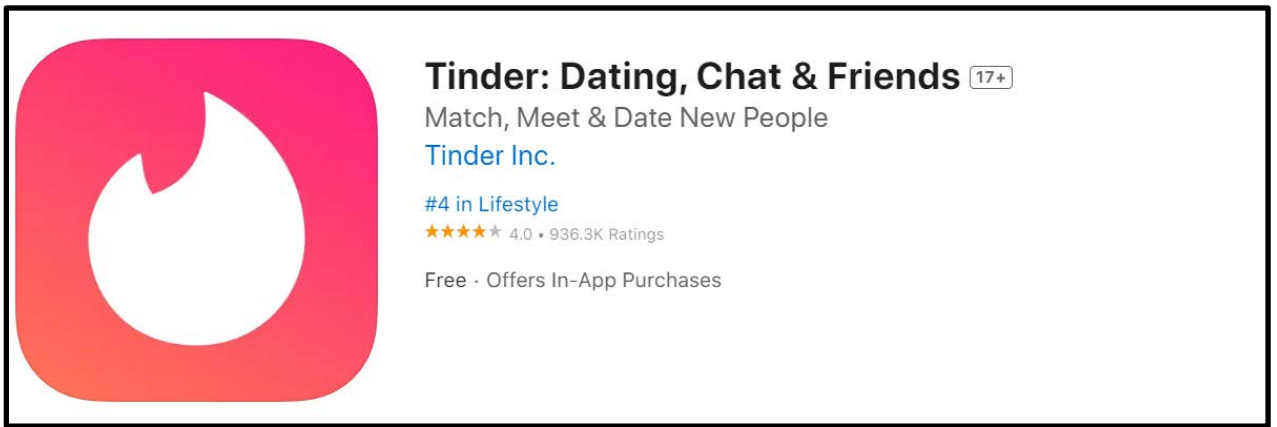 Tinder: Dating, Chat & Friends 17+
Match, Meet & Date New People
Tinder Inc.
#4 in Lifestyle
★★★★★ 4.0 • 936.3K Ratings
Free · Offers In-App Purchases